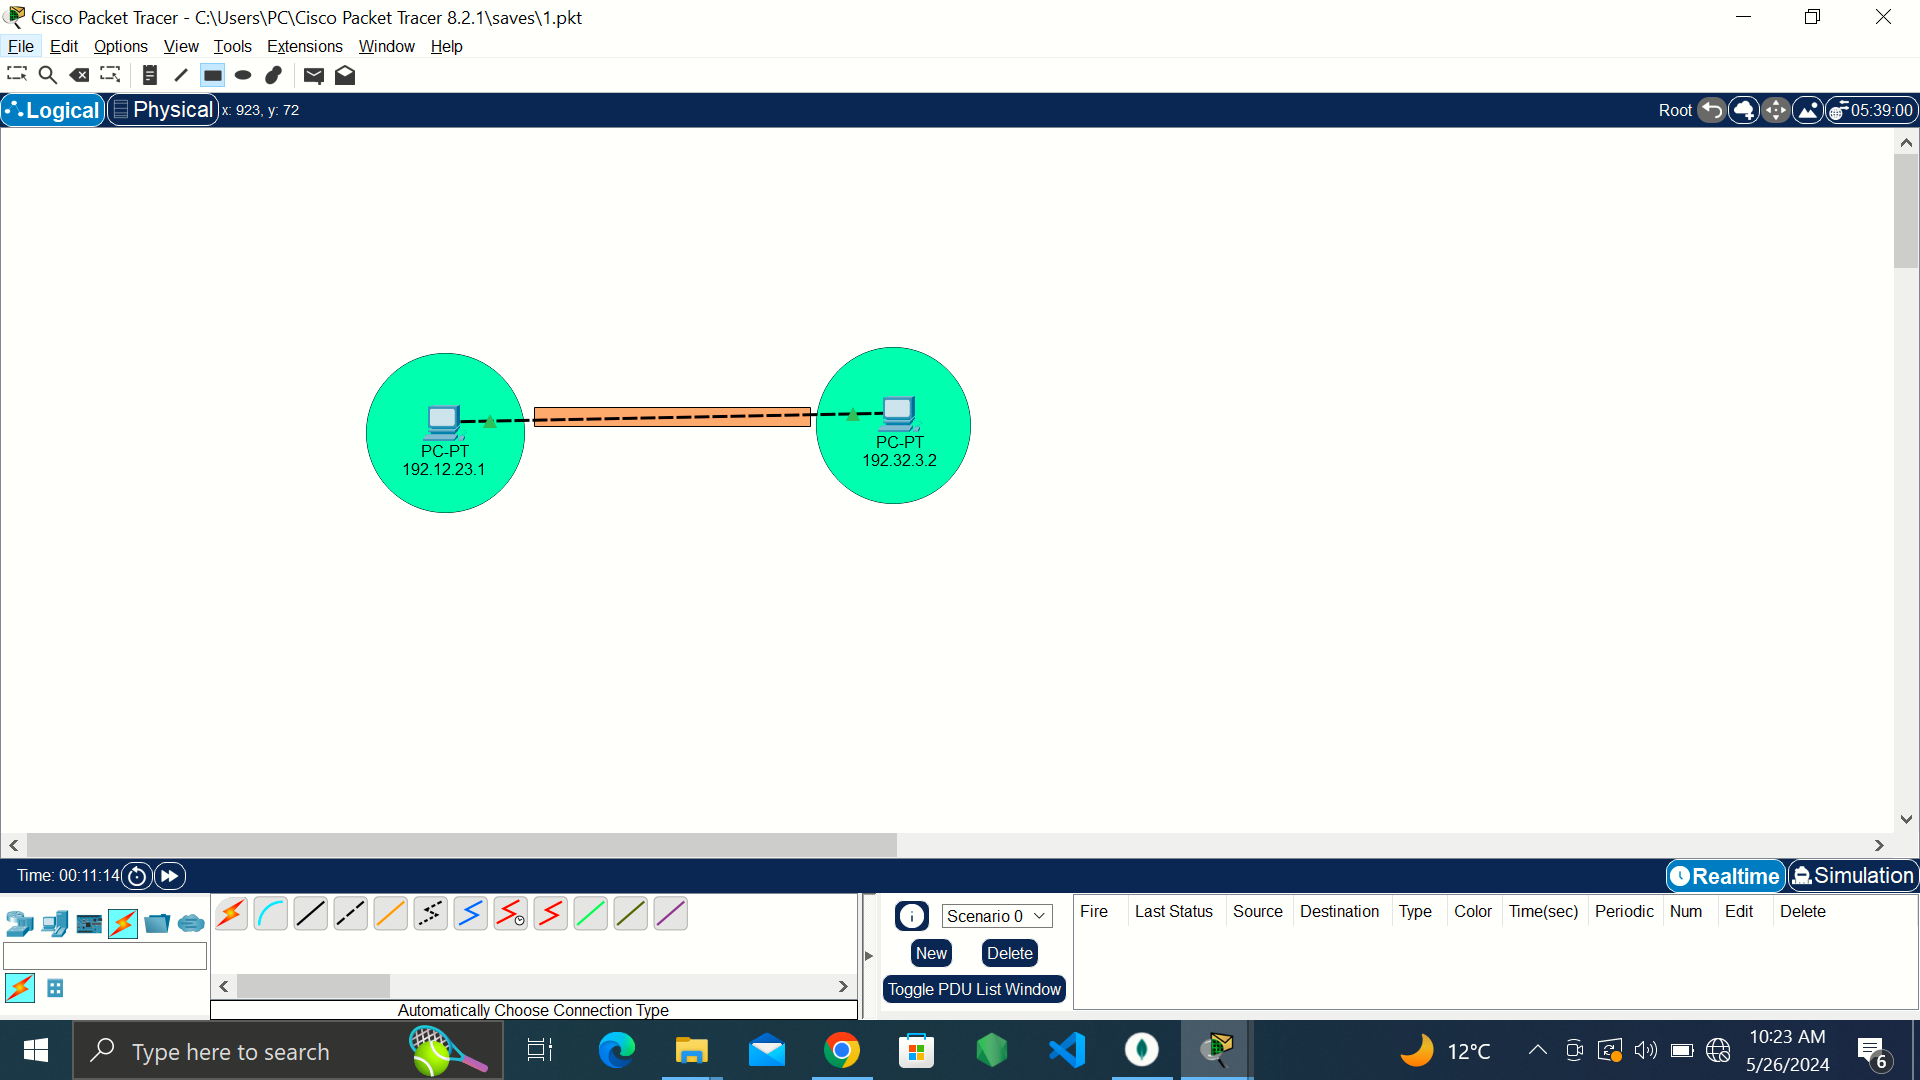 Cisco Packet Tracer - C:\Users\PC\Cisco Packet Tracer 8.2.1\saves\1.pkt
File Edit Options View Tools Extensions Window Help
Logical Physical x: 923, y: 72 Root 05:39:00
PC-PT
192.12.23.1
PC-PT
192.32.3.2
Time: 00:11:14 Realtime Simulation
Scenario 0
New Delete
Toggle PDU List Window
Fire Last Status Source Destination Type Color Time(sec) Periodic Num Edit Delete
Automatically Choose Connection Type
Type here to search
12°C
10:23 AM
5/26/2024
6